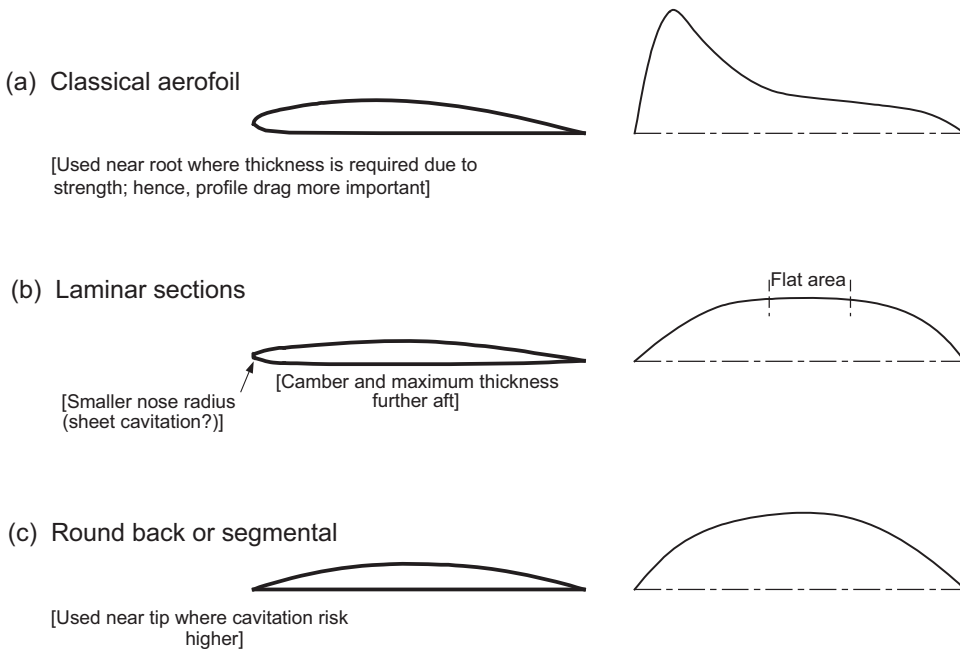 (a) Classical aerofoil
[Used near root where thickness is required due to
strength; hence, profile drag more important]
(b) Laminar sections
Flat area
[Smaller nose radius
(sheet cavitation?)]
[Camber and maximum thickness
further aft]
(c) Round back or segmental
[Used near tip where cavitation risk
higher]